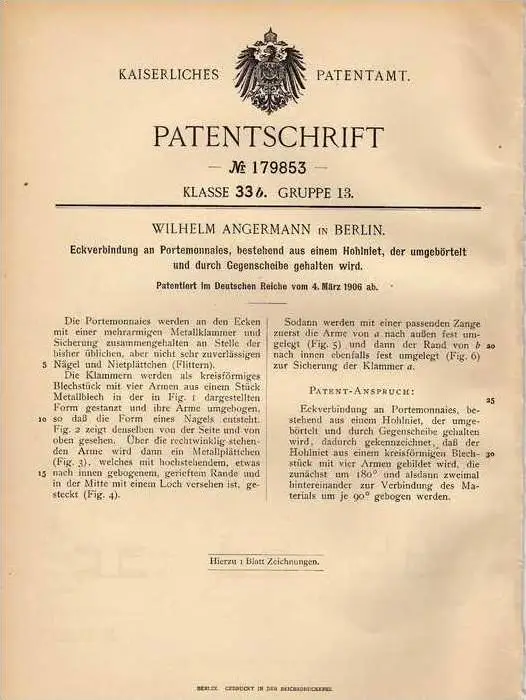 KAISERLICHES PATENTAMT.
PATENTSCHRIFT
— № 179853 —
KLASSE 33b. GRUPPE 13.
WILHELM ANGERMANN IN BERLIN.
Eckverbindung an Portemonnaies, bestehend aus einem Hohlniet, der umgebörtelt
und durch Gegenscheibe gehalten wird.
Patentiert im Deutschen Reiche vom 4. März 1906 ab.
Die Portemonnaies werden an den Ecken
mit einer mehrarmigen Metallklammer und
Sicherung zusammengehalten an Stelle der
bisher üblichen, aber nicht sehr zuverlässigen
5 Nägel und Nietplättchen (Flittern).
Die Klammern werden als kreisförmiges
Blechstück mit vier Armen aus einem Stück
Metallblech in der in Fig. 1 dargestellten
Form gestanzt und ihre Arme umgebogen,
10 so daß die Form eines Nagels entsteht.
Fig. 2 zeigt denselben von der Seite und von
oben gesehen. Über die rechtwinklig stehen-
den Arme wird dann ein Metallplättchen
(Fig. 3), welches mit hochstehendem, etwas
15 nach innen gebogenem, gerieftem Rande und
in der Mitte mit einem Loch versehen ist, ge-
steckt (Fig. 4).
Sodann werden mit einer passenden Zange
zuerst die Arme von a nach außen fest um-
gelegt (Fig. 5) und dann der Rand von b 20
nach innen ebenfalls fest umgelegt (Fig. 6)
zur Sicherung der Klammer a.
PATENT-ANSPRUCH:
25
Eckverbindung an Portemonnaies, be-
stehend aus einem Hohlniet, der umge-
börtelt und durch Gegenscheibe gehalten
wird, dadurch gekennzeichnet, daß der
Hohlniet aus einem kreisförmigen Blech- 30
stück mit vier Armen gebildet wird, die
zunächst um 180° und alsdann zweimal
hintereinander zur Verbindung des Ma-
terials um je 90° gebogen werden.
Hierzu 1 Blatt Zeichnungen.
BERLIN. GEDRUCKT IN DER REICHSDRUCKEREI.